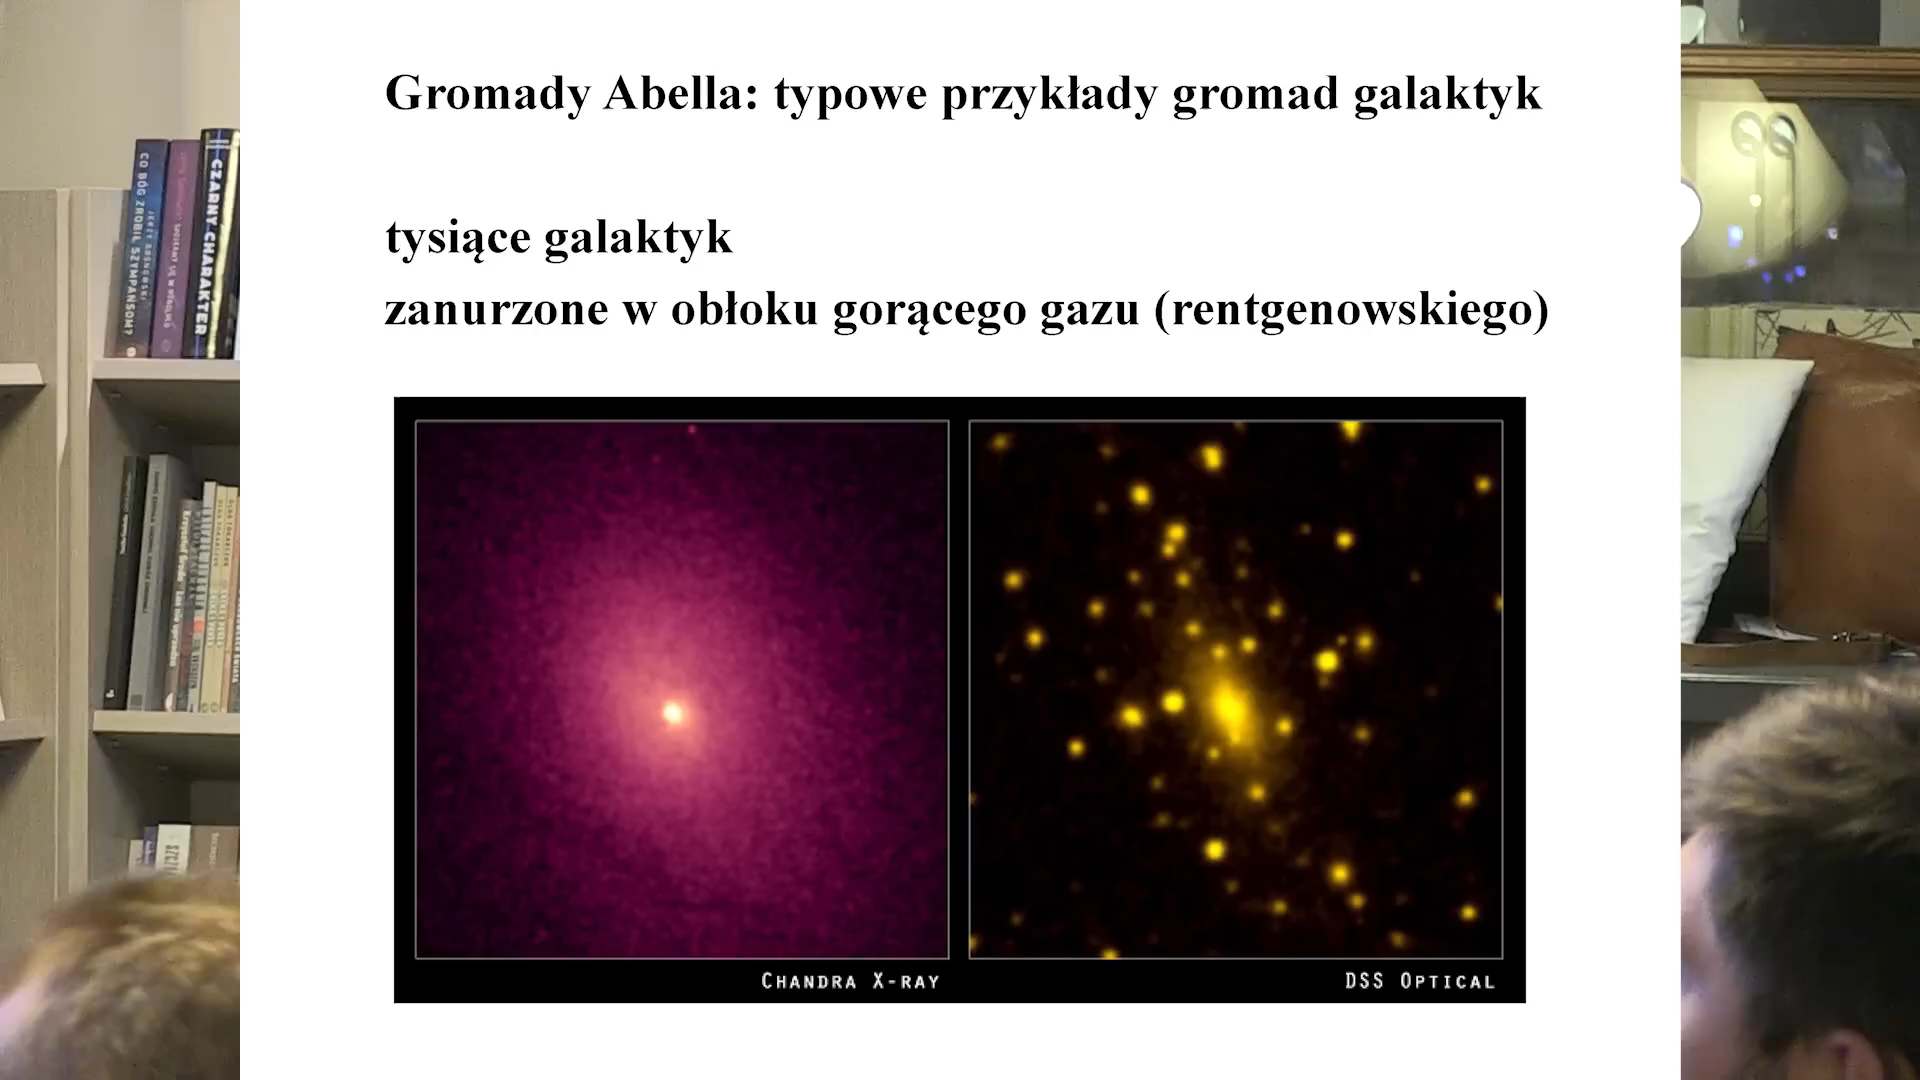 Gromady Abella: typowe przykłady gromad galaktyk
tysiące galaktyk
zanurzone w obłoku gorącego gazu (rentgenowskiego)
CHANDRA X-RAY
DSS OPTICAL
CO BÓG ZROBIŁ SZYMPANSOM?
CZARNY CHARAKTER